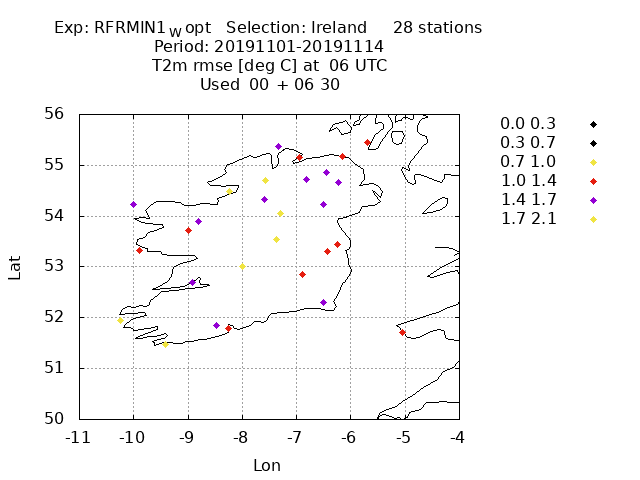 Exp: RFRMIN1_W opt Selection: Ireland 28 stations
Period: 20191101-20191114
T2m rmse [deg C] at 06 UTC
Used 00 + 06 30
0.0 0.3
0.3 0.7
0.7 1.0
1.0 1.4
1.4 1.7
1.7 2.1
56
55
54
53
52
51
50
Lat
-11 -10 -9 -8 -7 -6 -5 -4
Lon